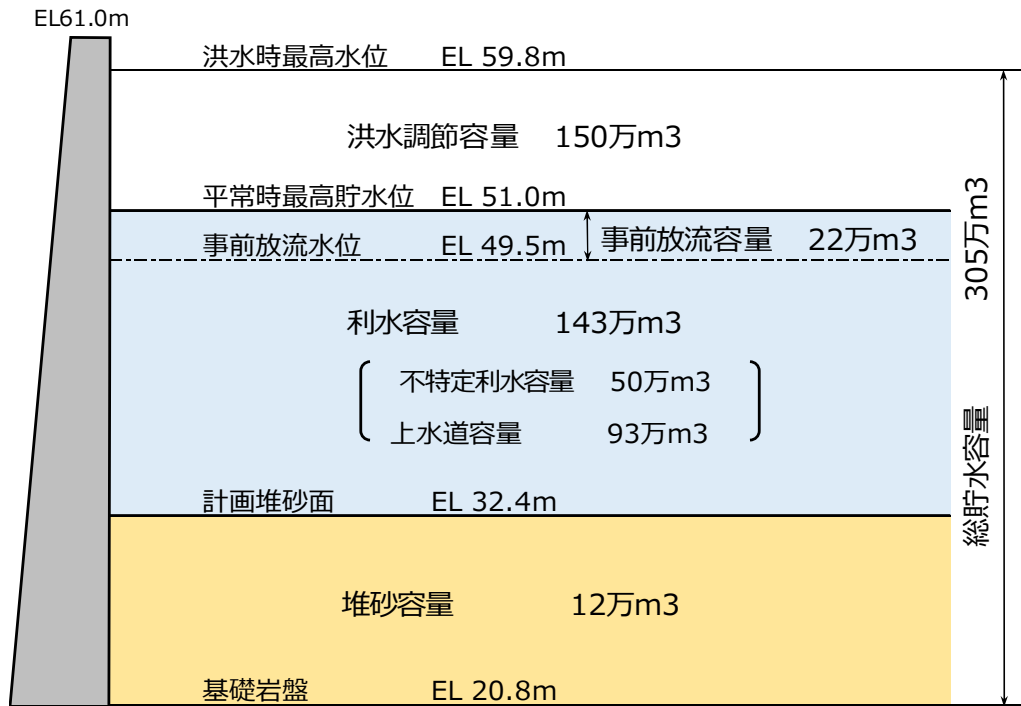 EL61.0m
洪水時最高水位 EL 59.8m
洪水調節容量 150万m3
平常時最高貯水位 EL 51.0m
事前放流水位 EL 49.5m
事前放流容量 22万m3
利水容量 143万m3
不特定利水容量 50万m3
上水道容量 93万m3
計画堆砂面 EL 32.4m
堆砂容量 12万m3
基礎岩盤 EL 20.8m
総貯水容量 305万m3